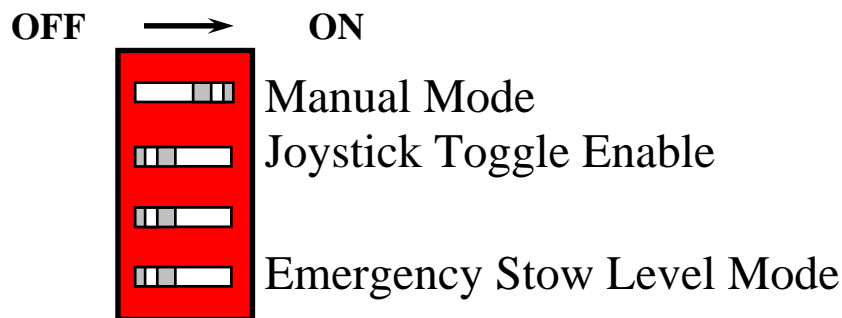 OFF ON
Manual Mode
Joystick Toggle Enable
Emergency Stow Level Mode